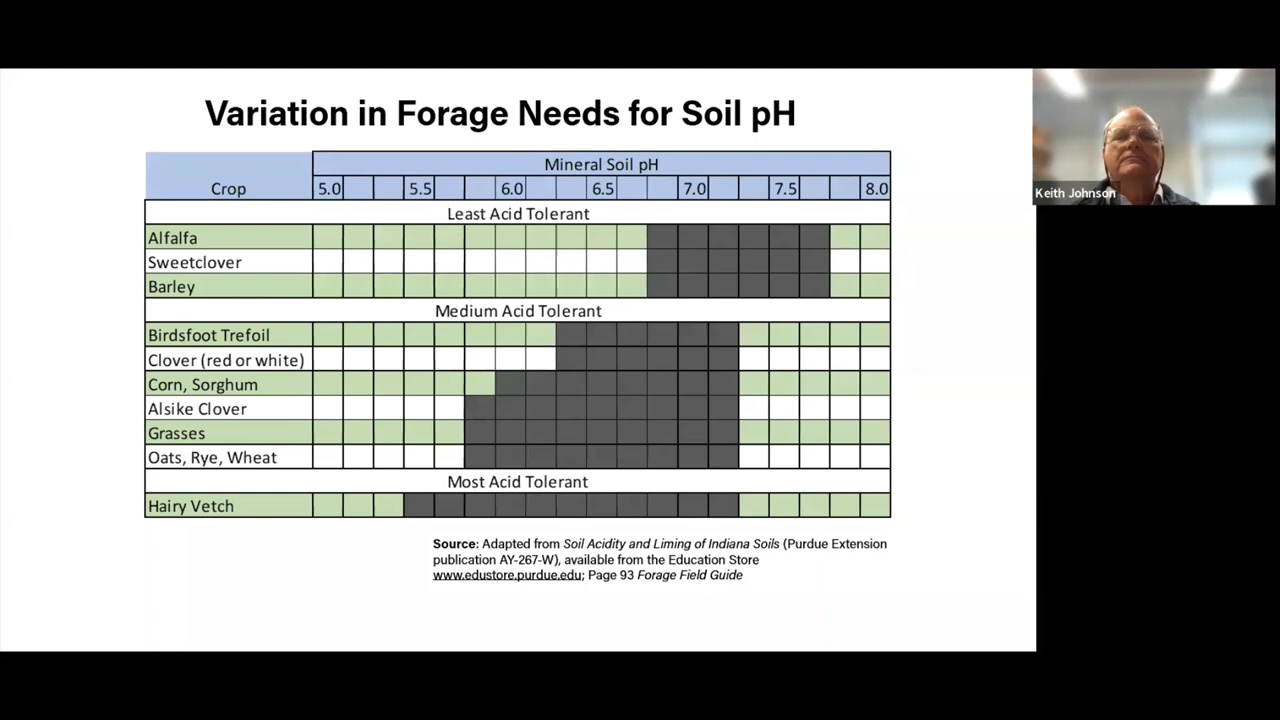 Variation in Forage Needs for Soil pH
Mineral Soil pH
Crop 5.0 5.5 6.0 6.5 7.0 7.5 8.0
Least Acid Tolerant
Alfalfa
Sweetclover
Barley
Medium Acid Tolerant
Birdsfoot Trefoil
Clover (red or white)
Corn, Sorghum
Alsike Clover
Grasses
Oats, Rye, Wheat
Most Acid Tolerant
Hairy Vetch
Source: Adapted from Soil Acidity and Liming of Indiana Soils (Purdue Extension
publication AY-267-W), available from the Education Store
www.edustore.purdue.edu; Page 93 Forage Field Guide
Keith Johnson